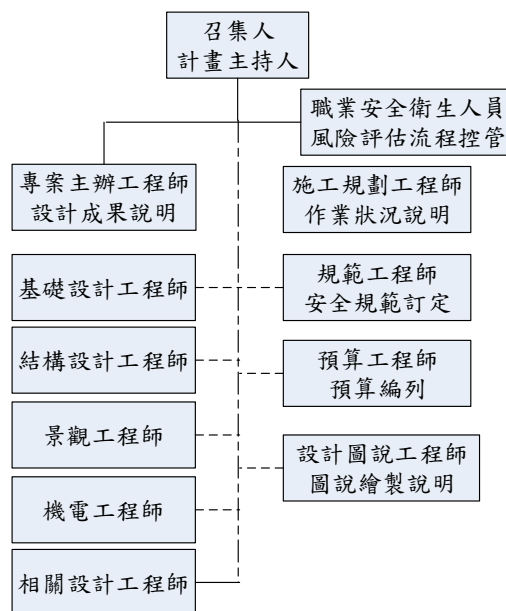 召集人
計畫主持人
職業安全衛生人員
風險評估流程控管
專案主辦工程師
設計成果說明
施工規劃工程師
作業狀況說明
基礎設計工程師
規範工程師
安全規範訂定
結構設計工程師
預算工程師
預算編列
景觀工程師
設計圖說工程師
圖說繪製說明
機電工程師
相關設計工程師